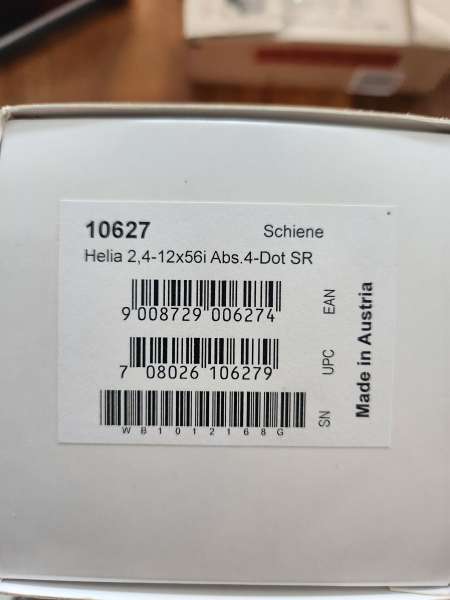 10627 Schiene
Helia 2,4-12x56i Abs.4-Dot SR
9 008729 006274 EAN
7 08026 106279 UPC
WB1012168G SN
Made in Austria